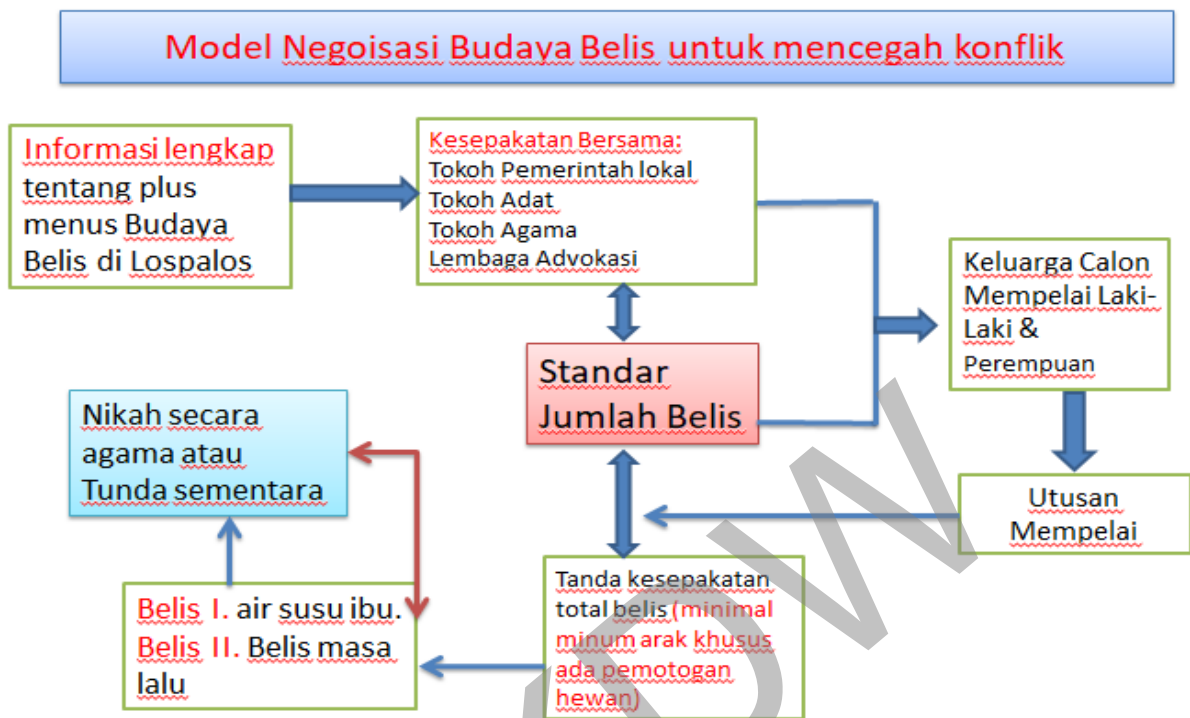 Model Negoisasi Budaya Belis untuk mencegah konflik
Informasi lengkap
tentang plus
menus Budaya
Belis di Lospalos
Kesepakatan Bersama:
Tokoh Pemerintah lokal
Tokoh Adat
Tokoh Agama
Lembaga Advokasi
Keluarga Calon
Mempelai Laki-
Laki &
Perempuan
Standar
Jumlah Belis
Nikah secara
agama atau
Tunda sementara
Utusan
Mempelai
Tanda kesepakatan
total belis (minimal
minum arak khusus
ada pemotogan
hewan)
Belis I. air susu ibu.
Belis II. Belis masa
lalu